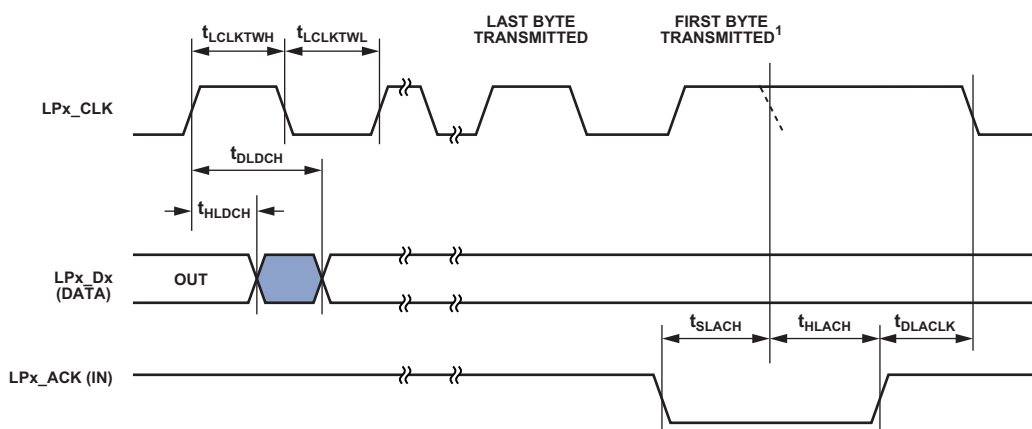 LAST BYTE
TRANSMITTED
FIRST BYTE
TRANSMITTED¹
tLCLKTWH
tLCLKTWL
LPx_CLK
tDLDCH
tHLDCH
LPx_Dx
(DATA)
OUT
tSLACH
tHLACH
tDLACLK
LPx_ACK (IN)